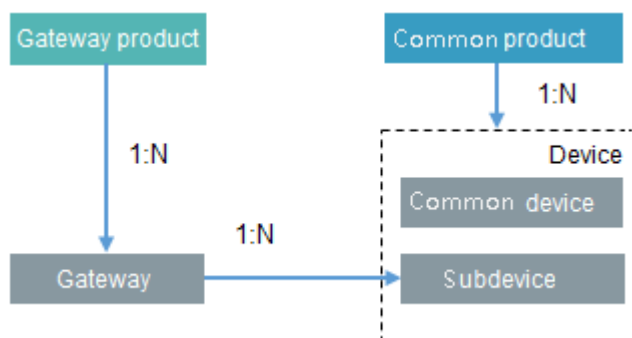 Gateway product
Common product
1:N
1:N
Device
Common device
1:N
Gateway
Subdevice